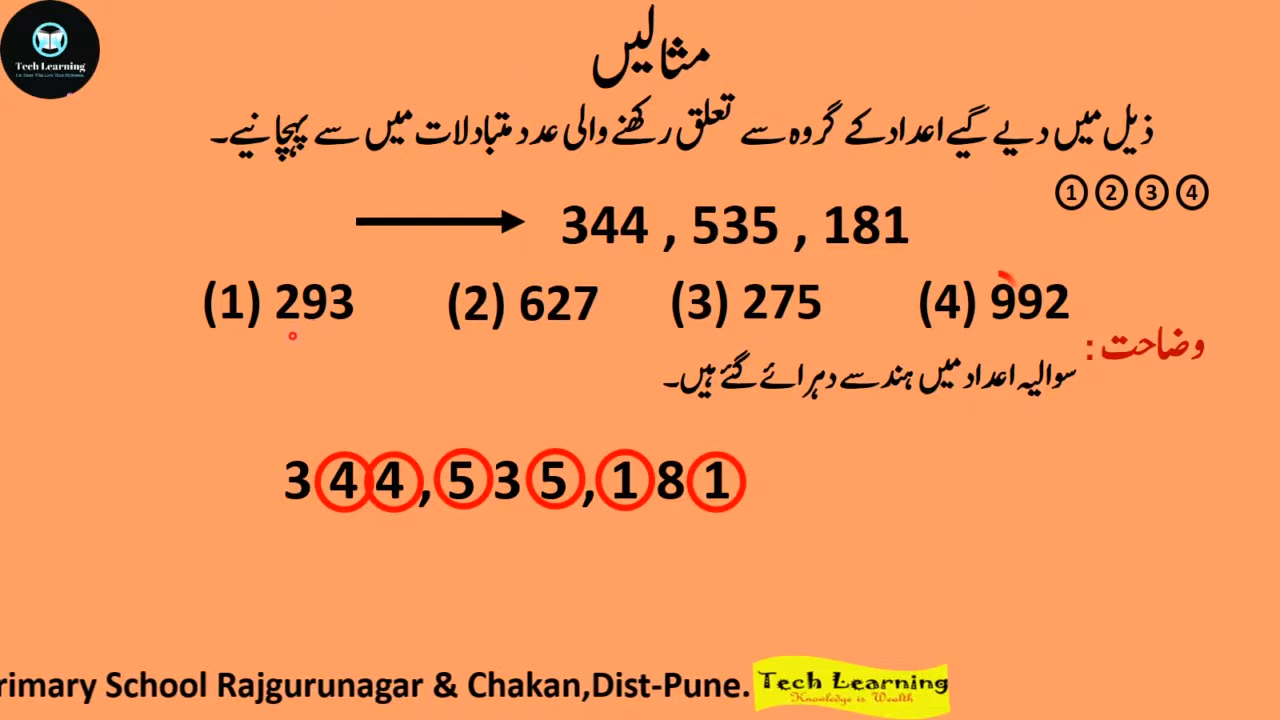 Tech Learning
مثالیں
ذیل میں دیے گیے اعداد کے گروہ سے تعلق رکھنے والی عدد متبادلات میں سے پہچانیے۔
1 2 3 4
344 , 535 , 181
(1) 293 (2) 627 (3) 275 (4) 992
وضاحت :
سوالیہ اعداد میں ہندسے دہرائے گئے ہیں۔
344,535,181
rimary School Rajgurunagar & Chakan,Dist-Pune.
Tech Learning
Knowledge is Wealth